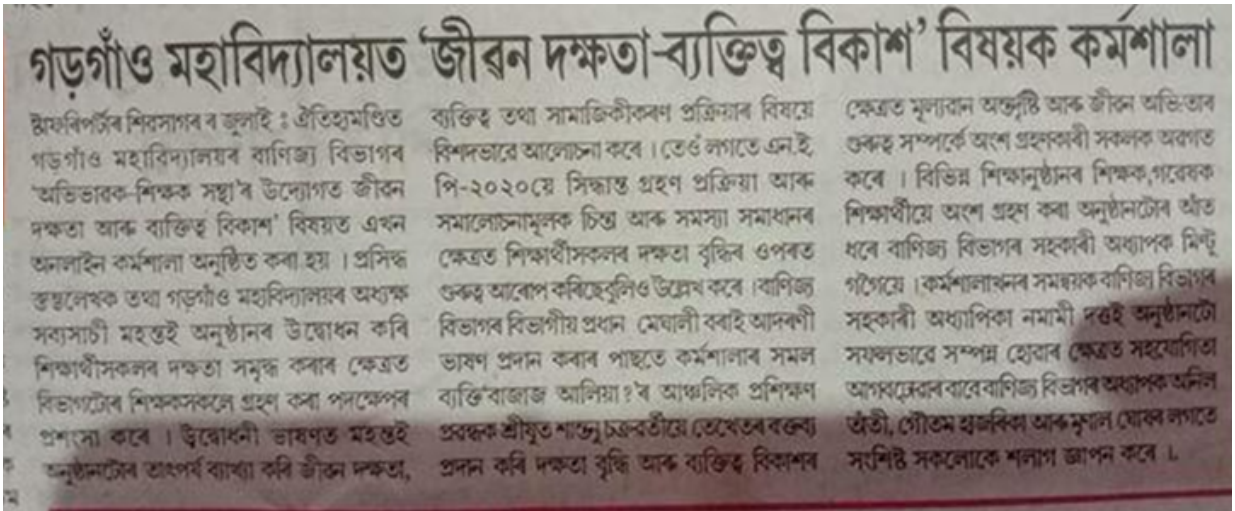 গড়গাঁও মহাবিদ্যালয়ত 'জীৱন দক্ষতা-ব্যক্তিত্ব বিকাশ' বিষয়ক কৰ্মশালা
ষ্টাফৰিপৰ্টাৰ শিৱসাগৰ ৰ জুলাই : ঐতিহ্যমণ্ডিত
গড়গাঁও মহাবিদ্যালয়ৰ বাণিজ্য বিভাগৰ
'অভিভাৱক-শিক্ষক সন্থা'ৰ উদ্যোগত জীৱন
দক্ষতা আৰু ব্যক্তিত্ব বিকাশ' বিষয়ত এখন
অনলাইন কৰ্মশালা অনুষ্ঠিত কৰা হয় । প্ৰসিদ্ধ
স্তম্ভলেখক তথা গড়গাঁও মহাবিদ্যালয়ৰ অধ্যক্ষ
সব্যসাচী মহন্তই অনুষ্ঠানৰ উদ্বোধন কৰি
শিক্ষাৰ্থীসকলৰ দক্ষতা সমৃদ্ধ কৰাৰ ক্ষেত্ৰত
বিভাগটোৰ শিক্ষকসকলে গ্ৰহণ কৰা পদক্ষেপৰ
প্ৰশংসা কৰে । উদ্বোধনী ভাষণত মহন্তই
অনুষ্ঠানটোৰ তাৎপৰ্য ব্যাখ্যা কৰি জীৱন দক্ষতা,
ব্যক্তিত্ব তথা সামাজিকীকৰণ প্ৰক্ৰিয়াৰ বিষয়ে
বিশদভাৱে আলোচনা কৰে । তেওঁ লগতে এন.ই.
পি-২০২০য়ে সিদ্ধান্ত গ্ৰহণ প্ৰক্ৰিয়া আৰু
সমালোচনামূলক চিন্তা আৰু সমস্যা সমাধানৰ
ক্ষেত্ৰত শিক্ষাৰ্থীসকলৰ দক্ষতা বৃদ্ধিৰ ওপৰত
গুৰুত্ব আৰোপ কৰিছেবুলিও উল্লেখ কৰে ।বাণিজ্য
বিভাগৰ বিভাগীয় প্ৰধান মেঘালী বৰাই আদৰণী
ভাষণ প্ৰদান কৰাৰ পাছতে কৰ্মশালাৰ সমল
ব্যক্তি'বাজাজ আলিয়া?'ৰ আঞ্চলিক প্ৰশিক্ষণ
প্ৰবন্ধক শ্ৰীযুত শান্তনু চক্ৰৱৰ্তীয়ে তেখেতৰ বক্তব্য
প্ৰদান কৰি দক্ষতা বৃদ্ধি আৰু ব্যক্তিত্ব বিকাশৰ
ক্ষেত্ৰত মূল্যবান অন্তৰ্দৃষ্টি আৰু জীৱন অভি:তাৰ
গুৰুত্ব সম্পৰ্কে অংশ গ্ৰহণকাৰী সকলক অৱগত
কৰে । বিভিন্ন শিক্ষানুষ্ঠানৰ শিক্ষক,গৱেষক
শিক্ষাৰ্থীয়ে অংশ গ্ৰহণ কৰা অনুষ্ঠানটোৰ আঁত
ধৰে বাণিজ্য বিভাগৰ সহকাৰী অধ্যাপক মিণ্টু
গগৈয়ে । কৰ্মশালাখনৰ সমন্বয়ক বাণিজ্য বিভাগৰ
সহকাৰী অধ্যাপিকা নমামী দত্তই অনুষ্ঠানটো
সফলভাৱে সম্পন্ন হোৱাৰ ক্ষেত্ৰত সহযোগিতা
আগবঢ়োৱাৰ বাবে বাণিজ্য বিভাগৰ অধ্যাপক অনিল
তাঁতী, গৌতম হাজৰিকা আৰু মৃণাল ঘোষৰ লগতে
সংশিষ্ট সকলোকে শলাগ জ্ঞাপন কৰে ।